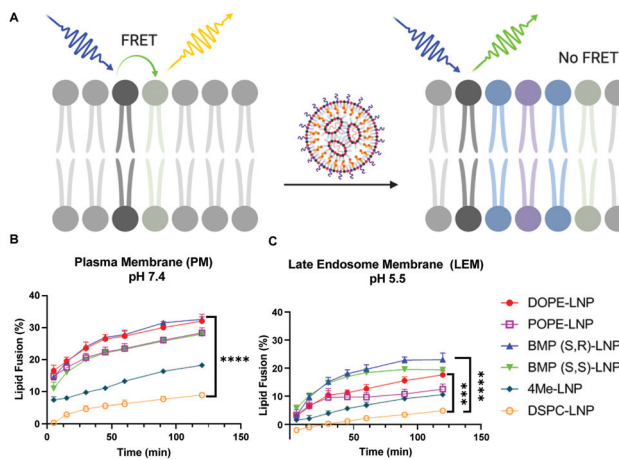 A
FRET
No FRET
B
Plasma Membrane (PM)
pH 7.4
Lipid Fusion (%)
40
30
20
10
0
0
50
100
150
Time (min)
****
C
Late Endosome Membrane (LEM)
pH 5.5
Lipid Fusion (%)
40
30
20
10
0
0
50
100
150
Time (min)
***
****
DOPE-LNP
POPE-LNP
BMP (S,R)-LNP
BMP (S,S)-LNP
4Me-LNP
DSPC-LNP